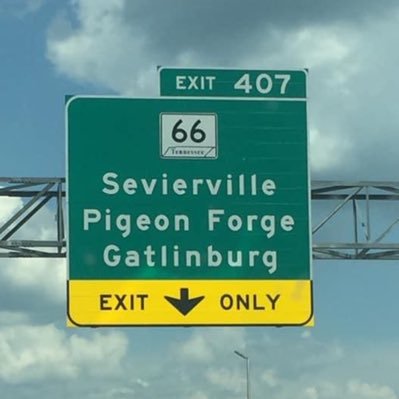 EXIT 407
66
TENNESSEE
Sevierville
Pigeon Forge
Gatlinburg
EXIT ONLY